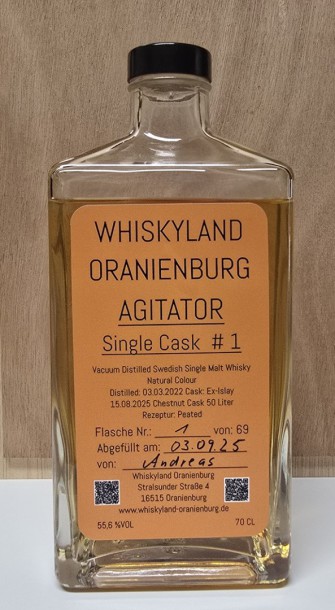 WHISKYLAND
ORANIENBURG
AGITATOR
Single Cask # 1
Vacuum Distilled Swedish Single Malt Whisky
Natural Colour
Distilled: 03.03.2022 Cask: Ex-Islay
15.08.2025 Chestnut Cask 50 Liter
Rezeptur: Peated
Flasche Nr.: 1 von: 69
Abgefüllt am: 03.09.25
von: Andreas
Whiskyland Oranienburg
Stralsunder Straße 4
16515 Oranienburg
www.whiskyland-oranienburg.de
55,6 %VOL 70 CL